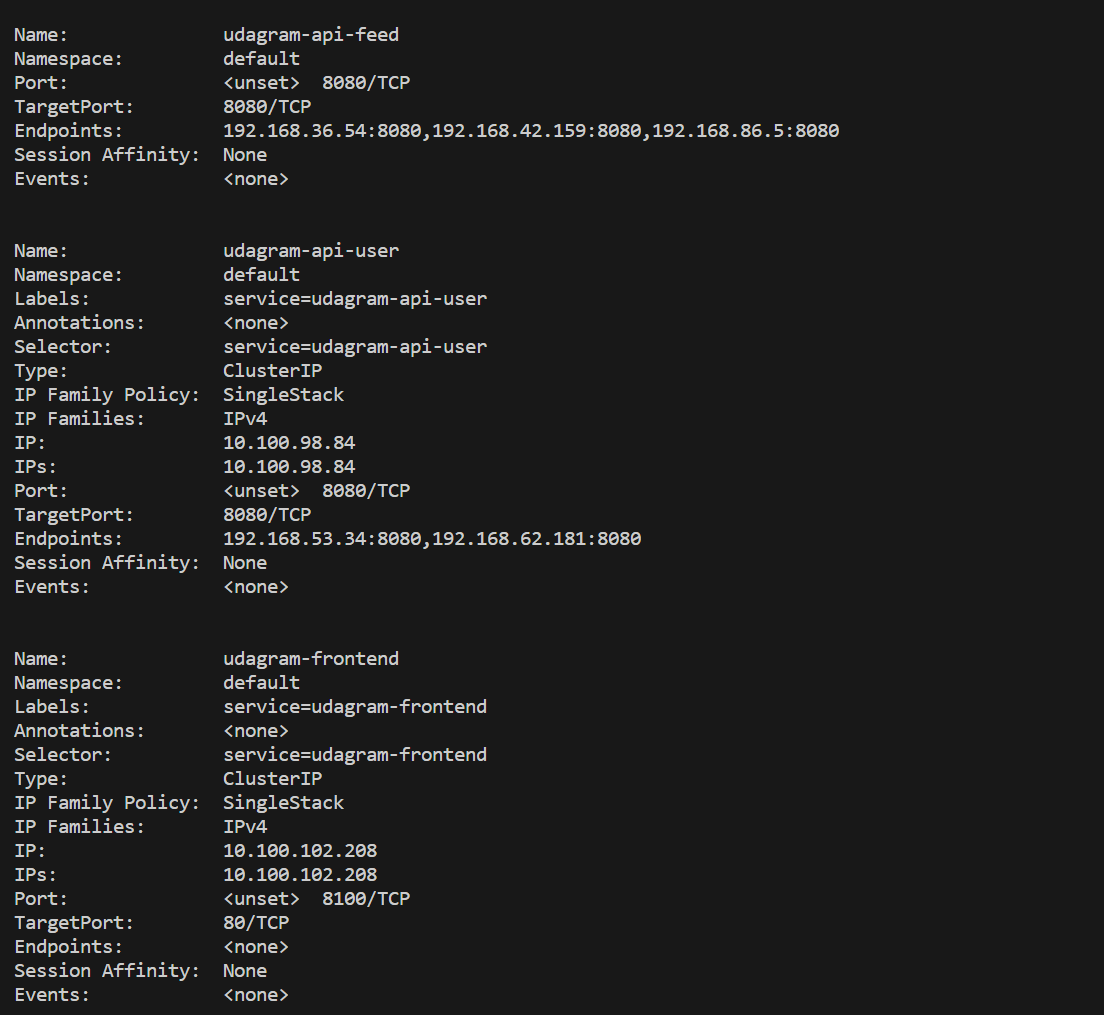 Name:              udagram-api-feed
Namespace:         default
Port:              <unset>  8080/TCP
TargetPort:        8080/TCP
Endpoints:         192.168.36.54:8080,192.168.42.159:8080,192.168.86.5:8080
Session Affinity:  None
Events:            <none>
Name:              udagram-api-user
Namespace:         default
Labels:            service=udagram-api-user
Annotations:       <none>
Selector:          service=udagram-api-user
Type:              ClusterIP
IP Family Policy:  SingleStack
IP Families:       IPv4
IP:                10.100.98.84
IPs:               10.100.98.84
Port:              <unset>  8080/TCP
TargetPort:        8080/TCP
Endpoints:         192.168.53.34:8080,192.168.62.181:8080
Session Affinity:  None
Events:            <none>
Name:              udagram-frontend
Namespace:         default
Labels:            service=udagram-frontend
Annotations:       <none>
Selector:          service=udagram-frontend
Type:              ClusterIP
IP Family Policy:  SingleStack
IP Families:       IPv4
IP:                10.100.102.208
IPs:               10.100.102.208
Port:              <unset>  8100/TCP
TargetPort:        80/TCP
Endpoints:         <none>
Session Affinity:  None
Events:            <none>